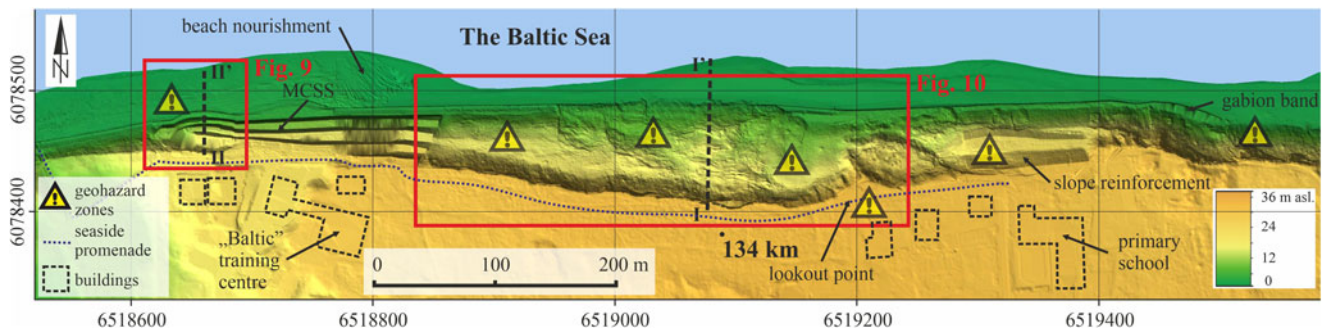 beach nourishment
The Baltic Sea
N
II'
Fig. 9
MCSS
I'
Fig. 10
gabion band
6078500
6078400
II
I
geohazard
zones
seaside
promenade
buildings
„Baltic”
training
centre
0 100 200 m
134 km
lookout point
slope reinforcement
primary
school
36 m asl.
24
12
0
6518600 6518800 6519000 6519200 6519400